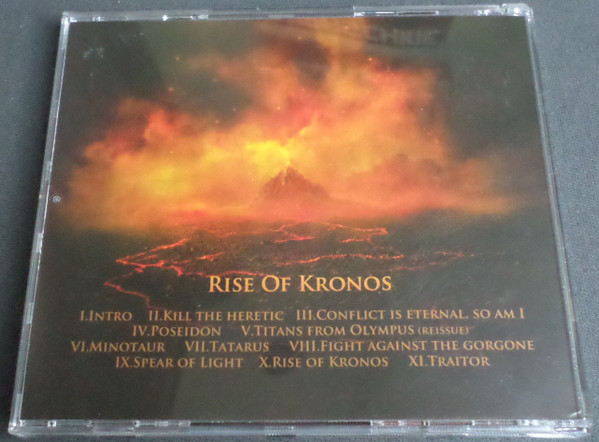 RISE OF KRONOS
I.INTRO II.KILL THE HERETIC III.CONFLICT IS ETERNAL, SO AM I
IV.POSEIDON V.TITANS FROM OLYMPUS (REISSUE)
VI.MINOTAUR VII.TATARUS VIII.FIGHT AGAINST THE GORGONE
IX.SPEAR OF LIGHT X.RISE OF KRONOS XI.TRAITOR